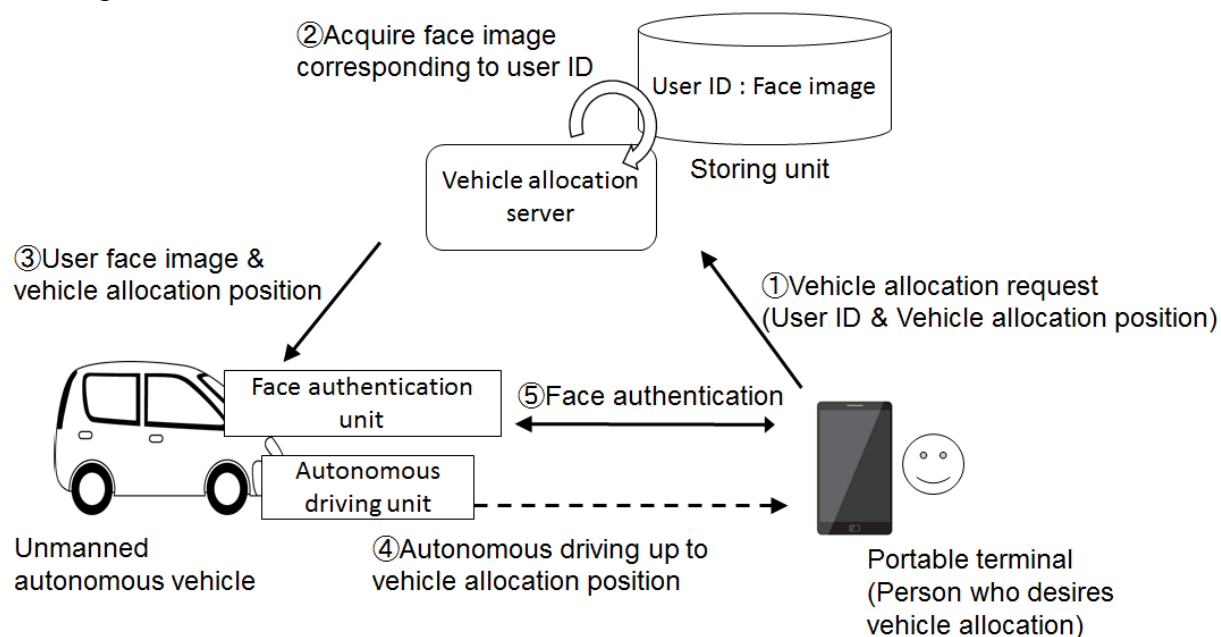 ②Acquire face image
corresponding to user ID
User ID : Face image
Storing unit
Vehicle allocation
server
③User face image &
vehicle allocation position
①Vehicle allocation request
(User ID & Vehicle allocation position)
Face authentication
unit
⑤Face authentication
Autonomous
driving unit
Unmanned
autonomous vehicle
④Autonomous driving up to
vehicle allocation position
Portable terminal
(Person who desires
vehicle allocation)